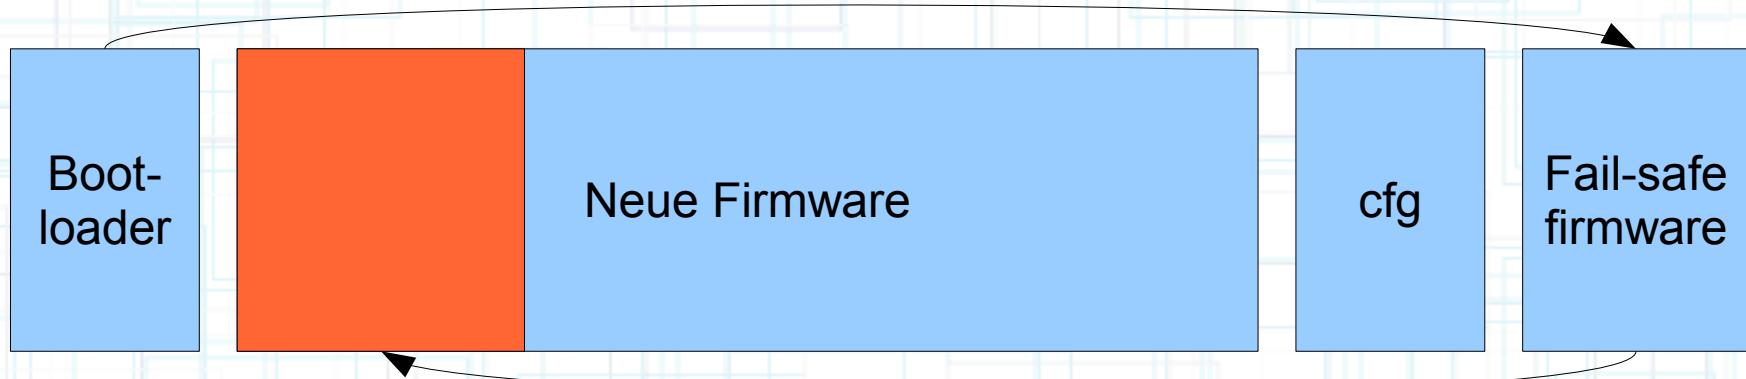 Boot-
loader
Neue Firmware
cfg
Fail-safe
firmware